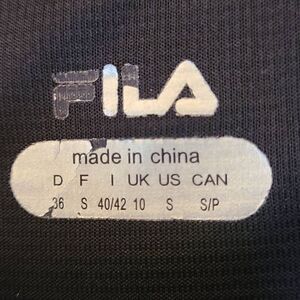 FILA
made in china
D F I UK US CAN
36 S 40/42 10 S S/P